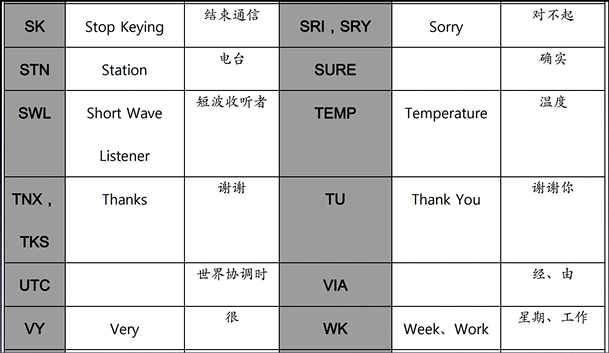 SK Stop Keying 结束通信 SRI，SRY Sorry 对不起
STN Station 电台 SURE 确实
SWL Short Wave 短波收听者 TEMP Temperature 温度
Listener
TNX， Thanks 谢谢 TU Thank You 谢谢你
TKS
UTC 世界协调时 VIA 经、由
VY Very 很 WK Week、Work 星期、工作